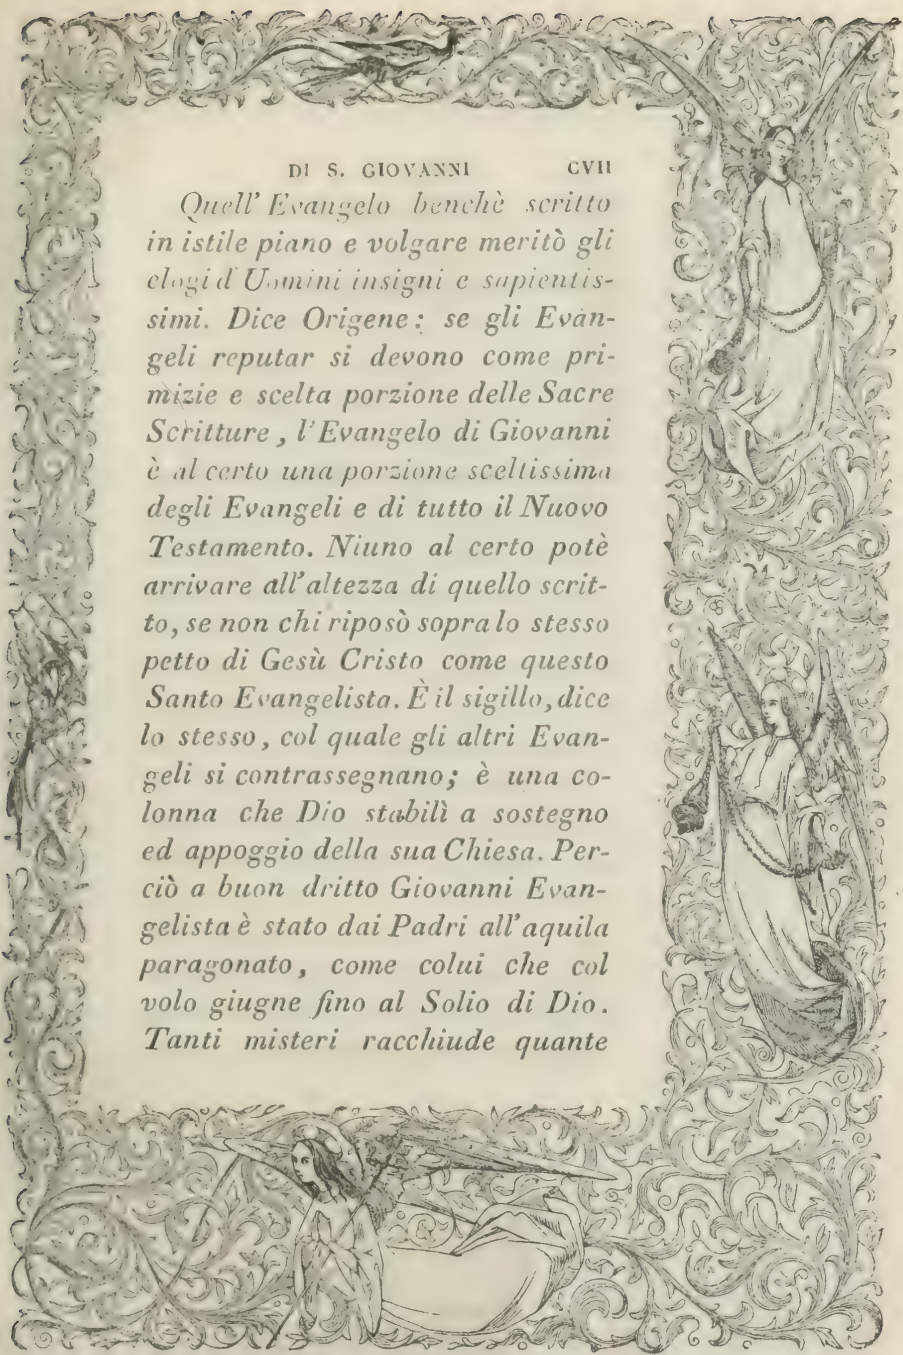 DI S. GIOVANNI CVII
Quell' Evangelo benchè scritto
in istile piano e volgare meritò gli
elogi d'Uomini insigni e sapientis-
simi. Dice Origene: se gli Evan-
geli reputar si devono come pri-
mizie e scelta porzione delle Sacre
Scritture, l'Evangelo di Giovanni
è al certo una porzione sceltissima
degli Evangeli e di tutto il Nuovo
Testamento. Niuno al certo potè
arrivare all'altezza di quello scrit-
to, se non chi riposò sopra lo stesso
petto di Gesù Cristo come questo
Santo Evangelista. È il sigillo, dice
lo stesso, col quale gli altri Evan-
geli si contrassegnano; è una co-
lonna che Dio stabilì a sostegno
ed appoggio della sua Chiesa. Per-
ciò a buon dritto Giovanni Evan-
gelista è stato dai Padri all'aquila
paragonato, come colui che col
volo giugne fino al Solio di Dio.
Tanti misteri racchiude quante